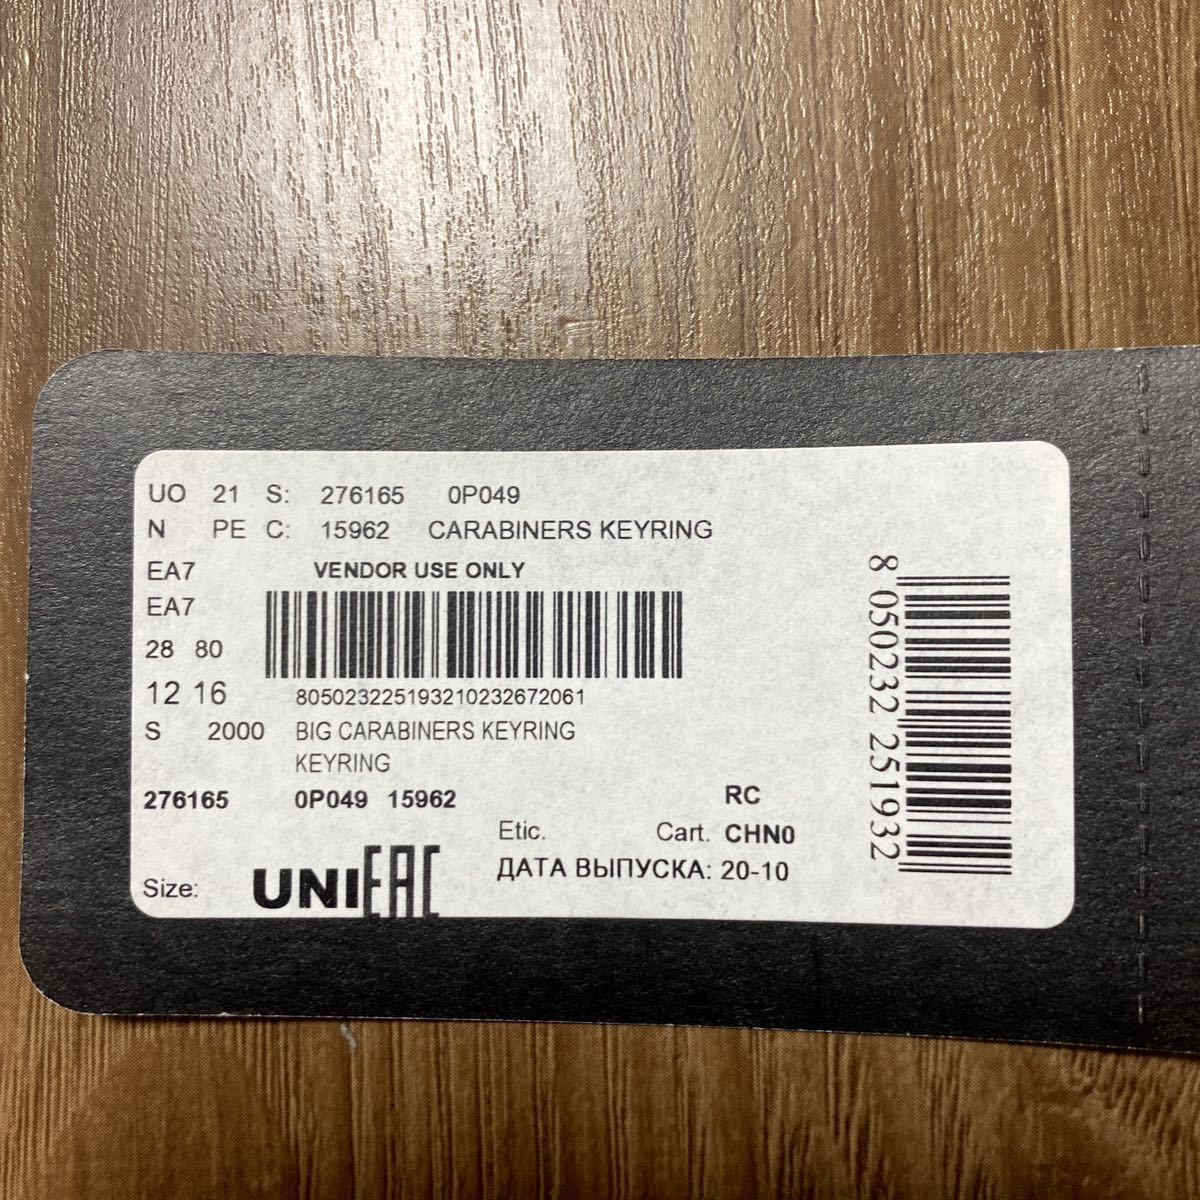 UO 21 S: 276165 0P049
N PE C: 15962 CARABINERS KEYRING
EA7 VENDOR USE ONLY
EA7
28 80
12 16 805023225193210232672061
S 2000 BIG CARABINERS KEYRING
KEYRING
276165 0P049 15962 RC
Etic. Cart. CHN0
ДАТА ВЫПУСКА: 20-10
Size: UNI EAC
8 050232 251932